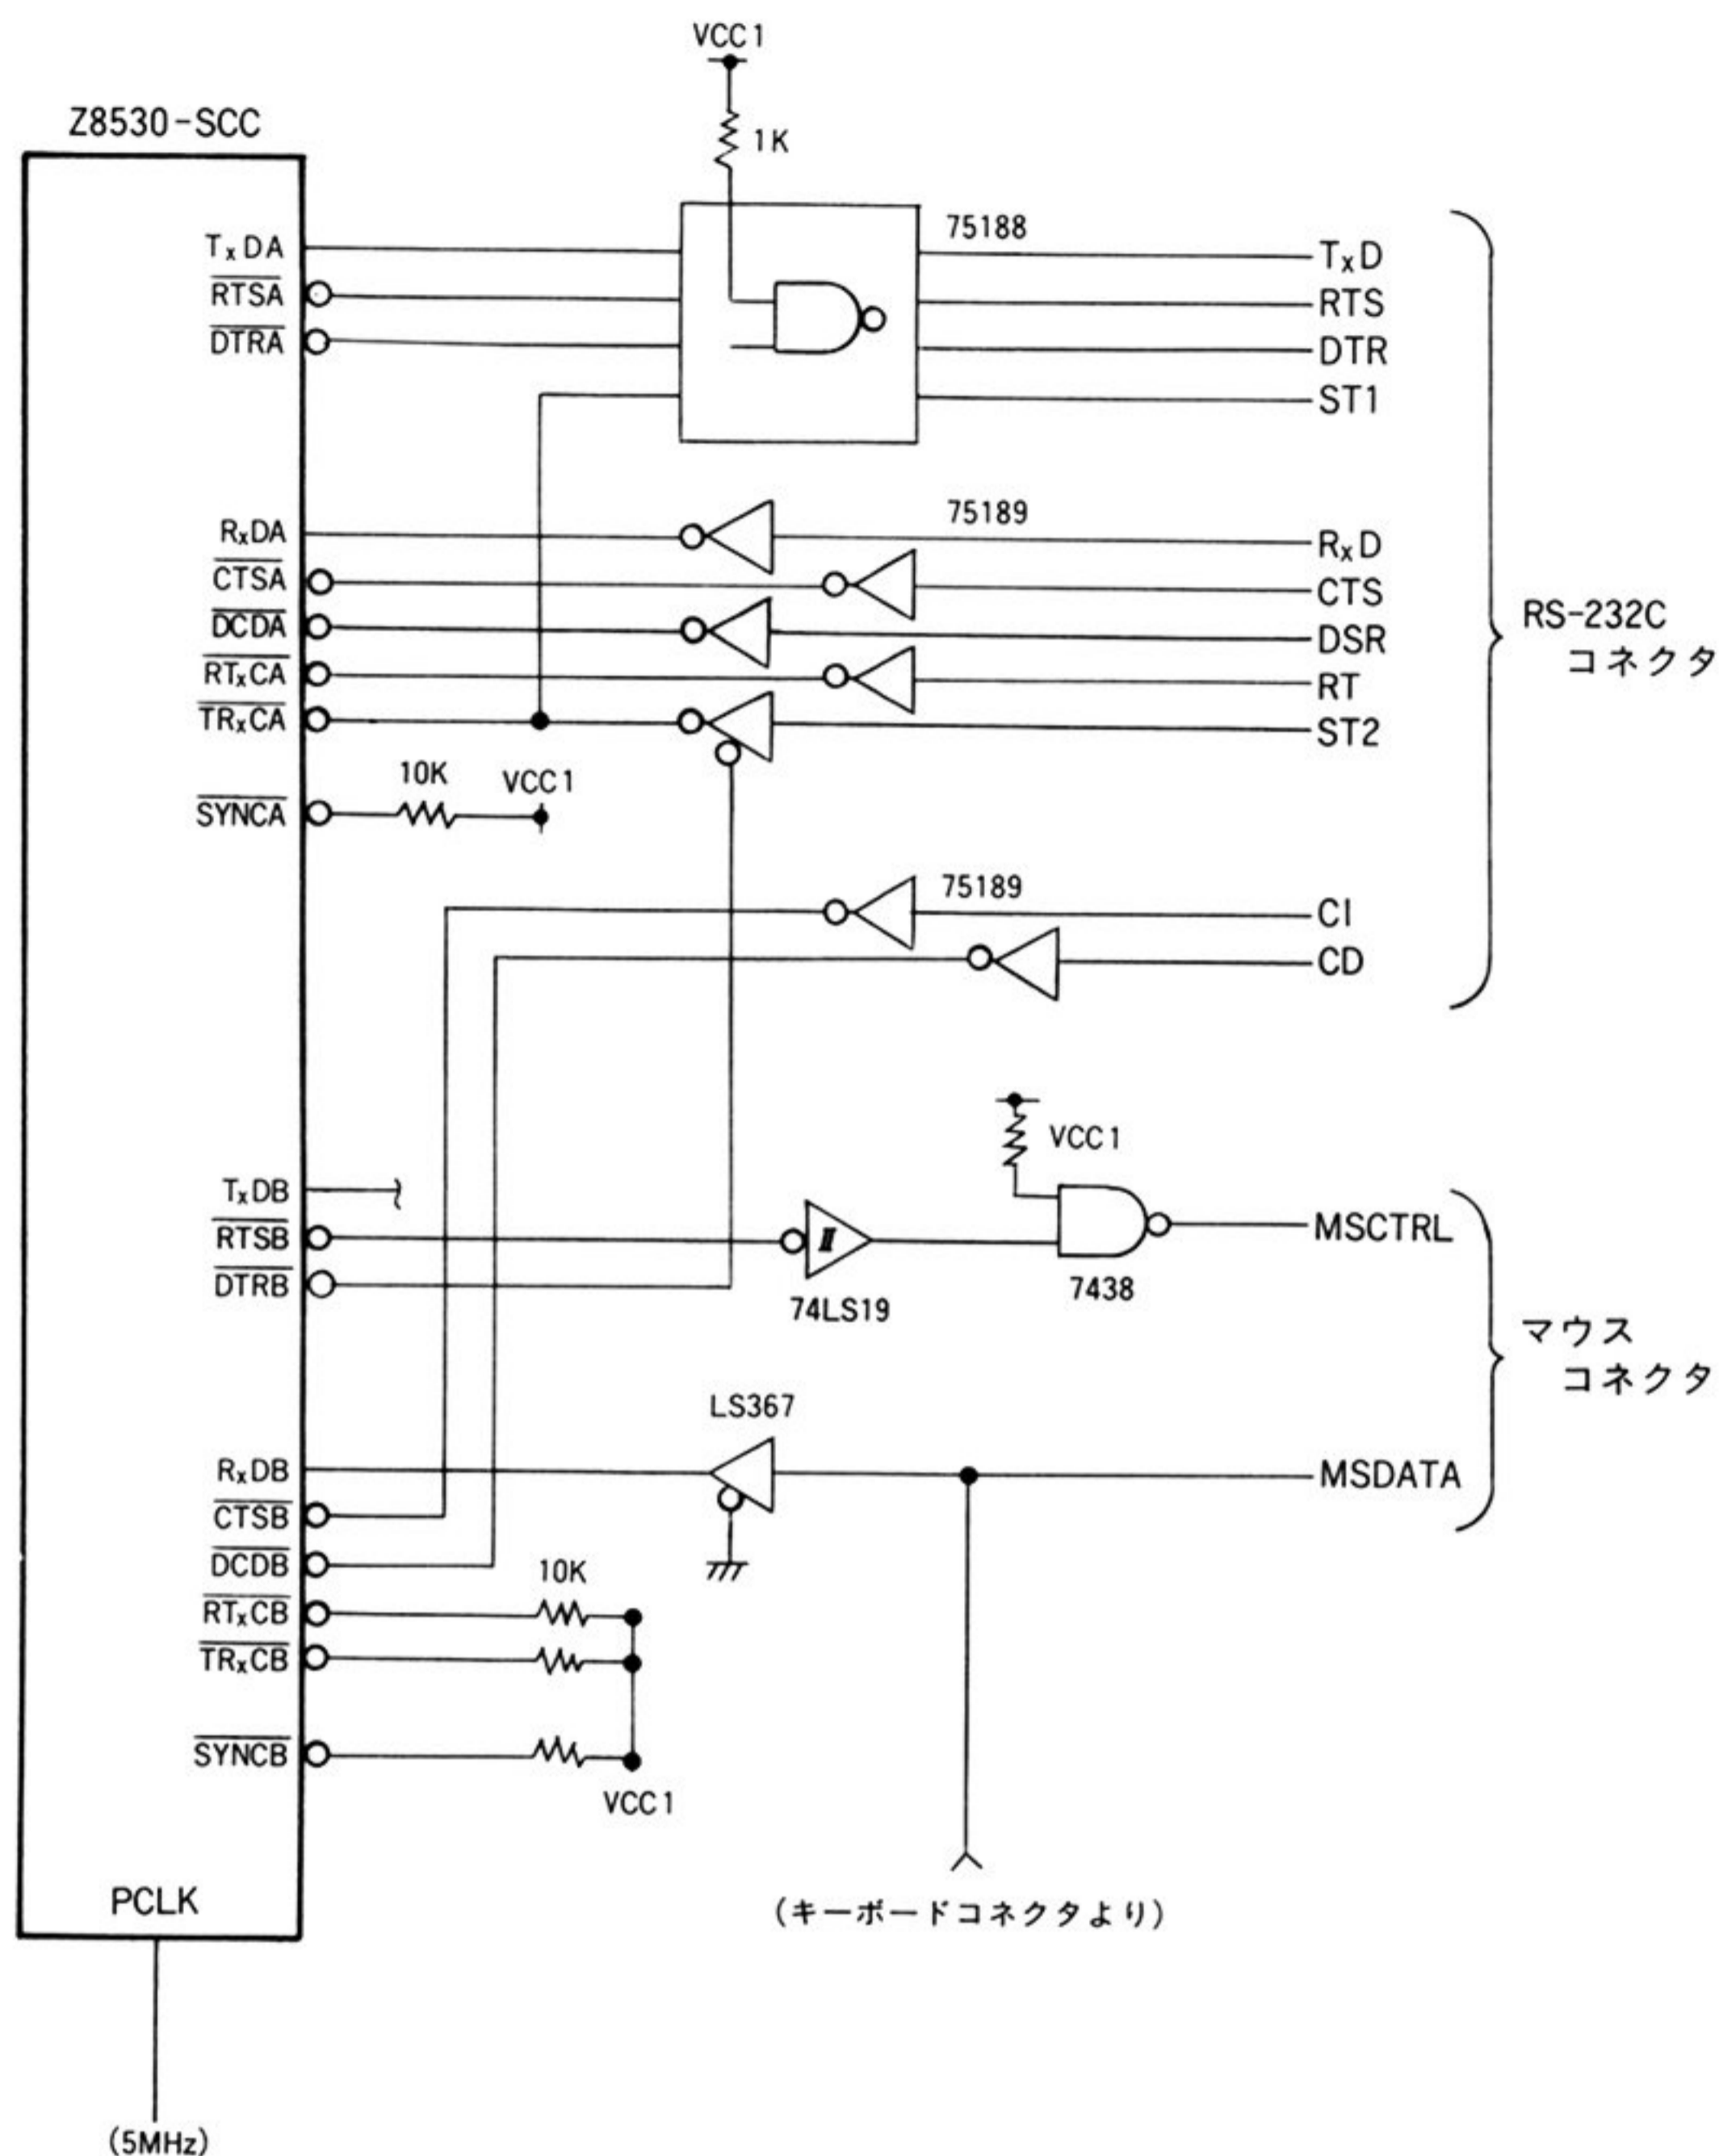 VCC1
Z8530-SCC
1K
TxDA
RTSA
DTRA
75188
TxD
RTS
DTR
ST1
RxDA
CTSA
DCDA
RTxCA
TRxCA
75189
RxD
CTS
DSR
RT
ST2
RS-232C
コネクタ
SYNCA
10K
VCC1
75189
CI
CD
TxDB
RTSB
DTRB
VCC1
74LS19
7438
MSCTRL
マウス
コネクタ
LS367
MSDATA
RxDB
CTSB
DCDB
RTxCB
TRxCB
SYNCB
10K
VCC1
PCLK
(キーボードコネクタより)
(5MHz)